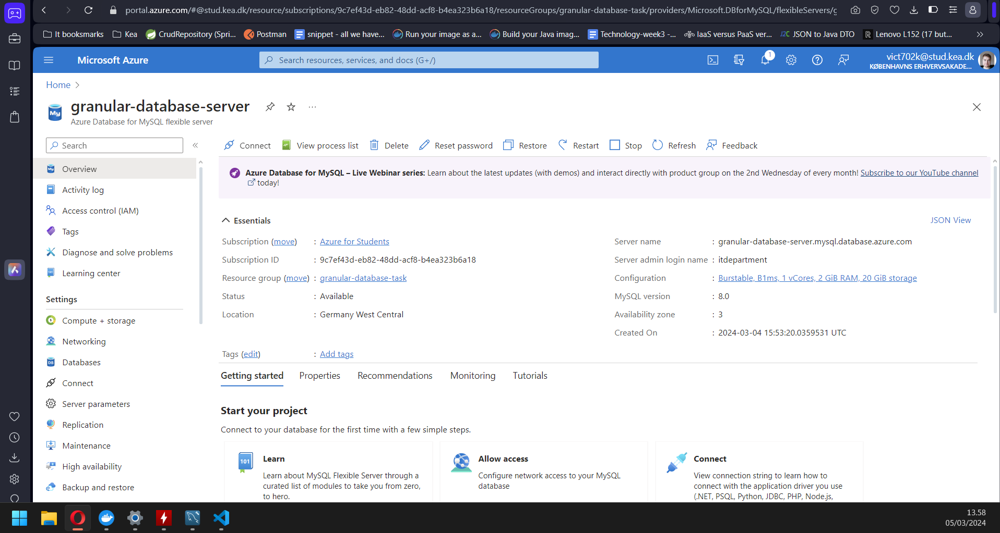 portal.azure.com/#@stud.kea.dk/resource/subscriptions/9c7ef43d-eb82-48dd-acf8-b4ea323b6a18/resourceGroups/granular-database-task/providers/Microsoft.DBforMySQL/flexibleServers/g
It booksmarks Kea CrudRepository (Spri... Postman snippet - all we have... Run your image as a... Build your Java imag... Technology-week3 -... IaaS versus PaaS ver... J2C JSON to Java DTO R Lenovo L152 (17 but...
Microsoft Azure
Search resources, services, and docs (G+/)
1
vict702k@stud.kea.dk
KØBENHAVNS ERHVERVSAKADE...
Home
My
granular-database-server
Azure Database for MySQL flexible server
Search
Connect View process list Delete Reset password Restore Restart Stop Refresh Feedback
Overview
Activity log
Access control (IAM)
Tags
Diagnose and solve problems
Learning center
Settings
Compute + storage
Networking
Databases
Connect
Server parameters
Replication
Maintenance
High availability
Backup and restore
Azure Database for MySQL – Live Webinar series: Learn about the latest updates (with demos) and interact directly with product group on the 2nd Wednesday of every month! Subscribe to our YouTube channel
today!
Essentials
JSON View
Subscription (move) : Azure for Students
Subscription ID : 9c7ef43d-eb82-48dd-acf8-b4ea323b6a18
Resource group (move) : granular-database-task
Status : Available
Location : Germany West Central
Server name : granular-database-server.mysql.database.azure.com
Server admin login name : itdepartment
Configuration : Burstable, B1ms, 1 vCores, 2 GiB RAM, 20 GiB storage
MySQL version : 8.0
Availability zone : 3
Created On : 2024-03-04 15:53:20.0359531 UTC
Tags (edit) : Add tags
Getting started Properties Recommendations Monitoring Tutorials
Start your project
Connect to your database for the first time with a few simple steps.
101
Learn
Learn about MySQL Flexible Server through a
curated list of modules to take you from zero,
to hero.
Allow access
Configure network access to your MySQL
database
Connect
View connection string to learn how to
connect with the application driver you use
(.NET, PSQL, Python, JDBC, PHP, Node.js,
13.58
05/03/2024